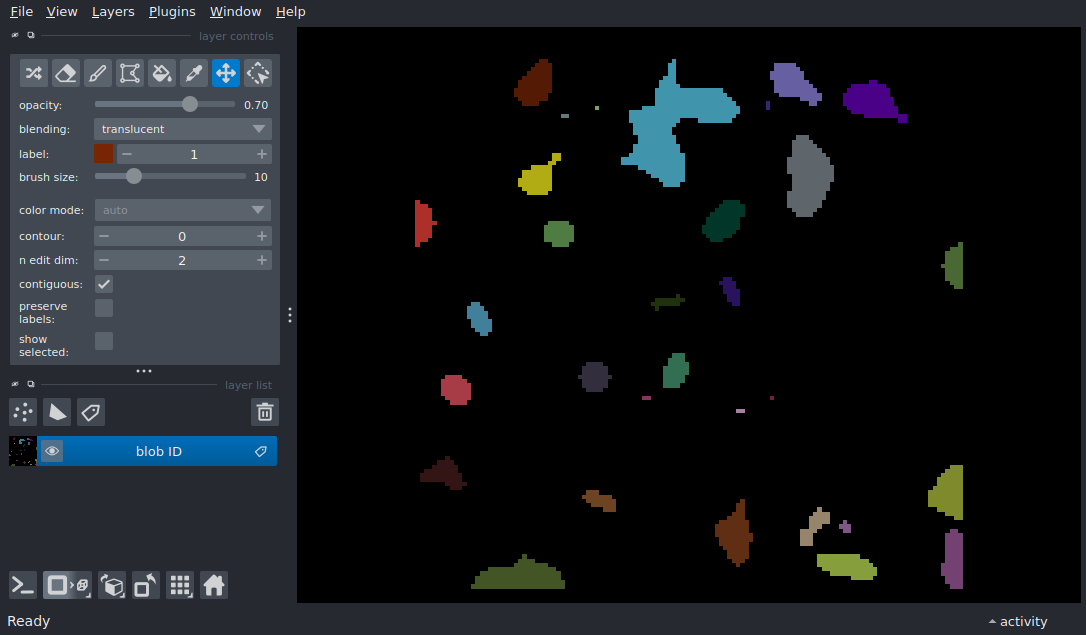 File View Layers Plugins Window Help
layer controls
opacity: 0.70
blending: translucent
label: 1
brush size: 10
color mode: auto
contour: 0
n edit dim: 2
contiguous:
preserve
labels:
show
selected:
layer list
blob ID
Ready
activity